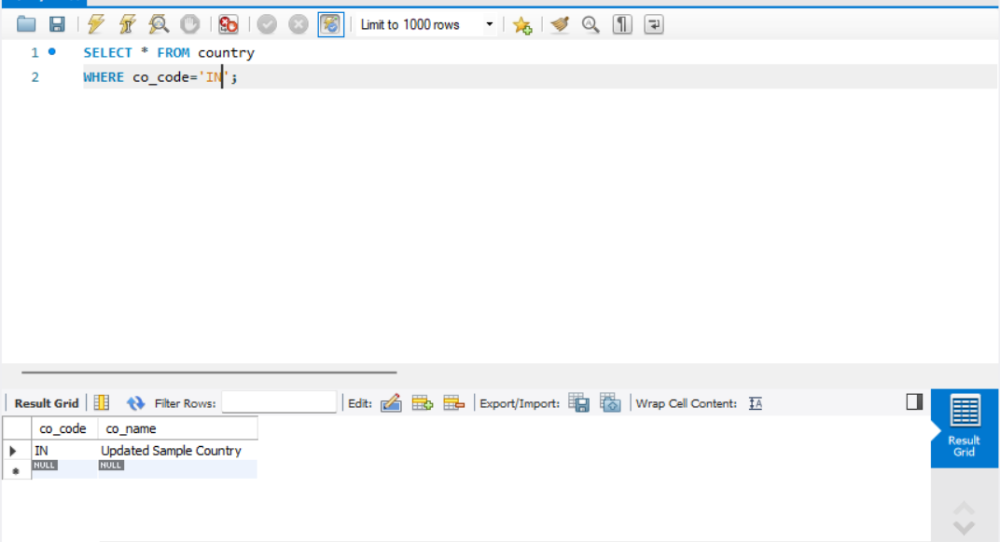 Limit to 1000 rows
1 SELECT * FROM country
2 WHERE co_code='IN';
Result Grid Filter Rows: Edit: Export/Import: Wrap Cell Content:
Result
Grid
co_code co_name
IN Updated Sample Country
NULL NULL